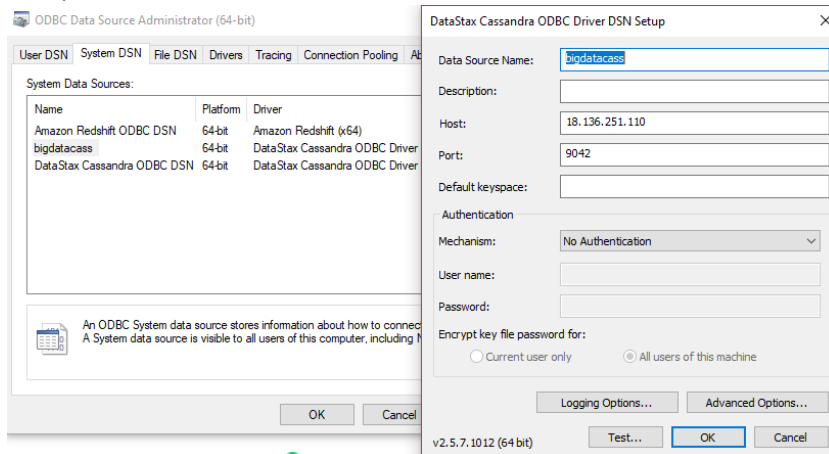 ODBC Data Source Administrator (64-bit)
User DSN System DSN File DSN Drivers Tracing Connection Pooling
System Data Sources:
Name Platform Driver
Amazon Redshift ODBC DSN 64-bit Amazon Redshift (x64)
bigdatacass 64-bit DataStax Cassandra ODBC Driver
DataStax Cassandra ODBC DSN 64-bit DataStax Cassandra ODBC Driver
An ODBC System data source stores information about how to connec
A System data source is visible to all users of this computer, including
OK Cancel
DataStax Cassandra ODBC Driver DSN Setup
Data Source Name: bigdatacass
Description:
Host: 18.136.251.110
Port: 9042
Default keyspace:
Authentication
Mechanism: No Authentication
User name:
Password:
Encrypt key file password for:
Current user only All users of this machine
Logging Options... Advanced Options...
v2.5.7.1012 (64 bit) Test... OK Cancel